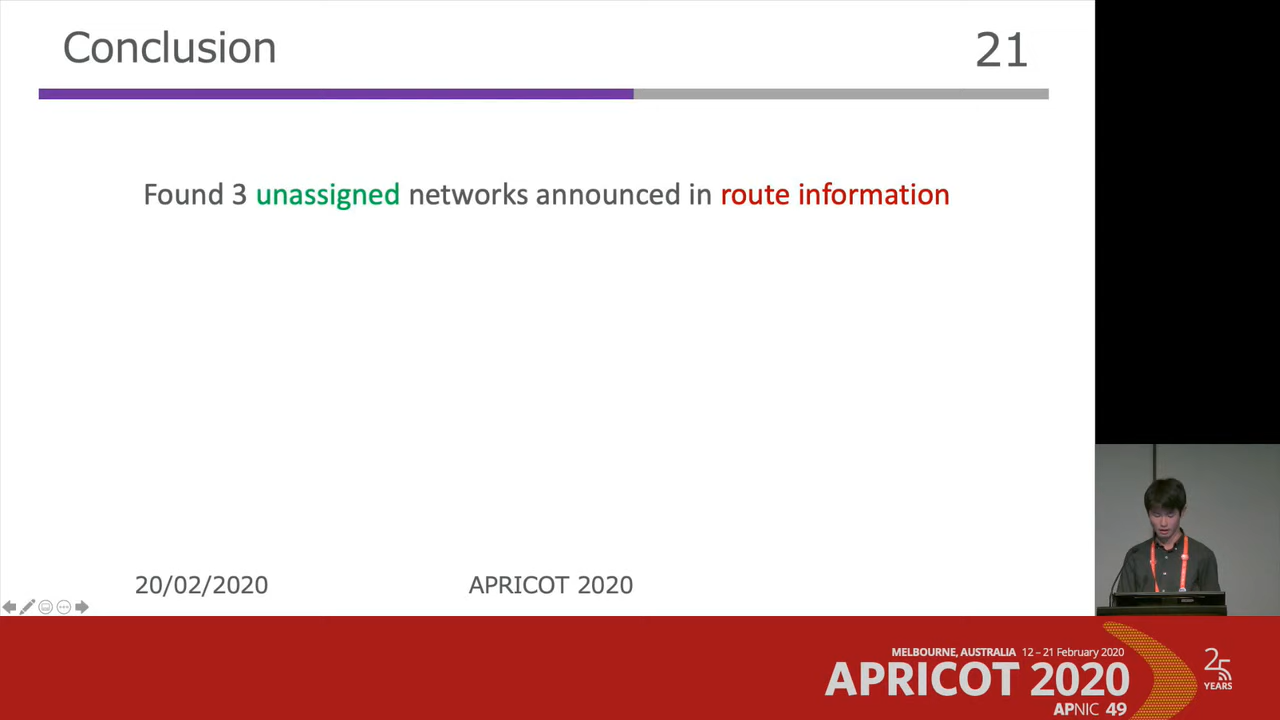 Conclusion
21
Found 3 unassigned networks announced in route information
20/02/2020
APRICOT 2020
MELBOURNE, AUSTRALIA 12 – 21 February 2020
APRICOT 2020
APNIC 49
25
YEARS